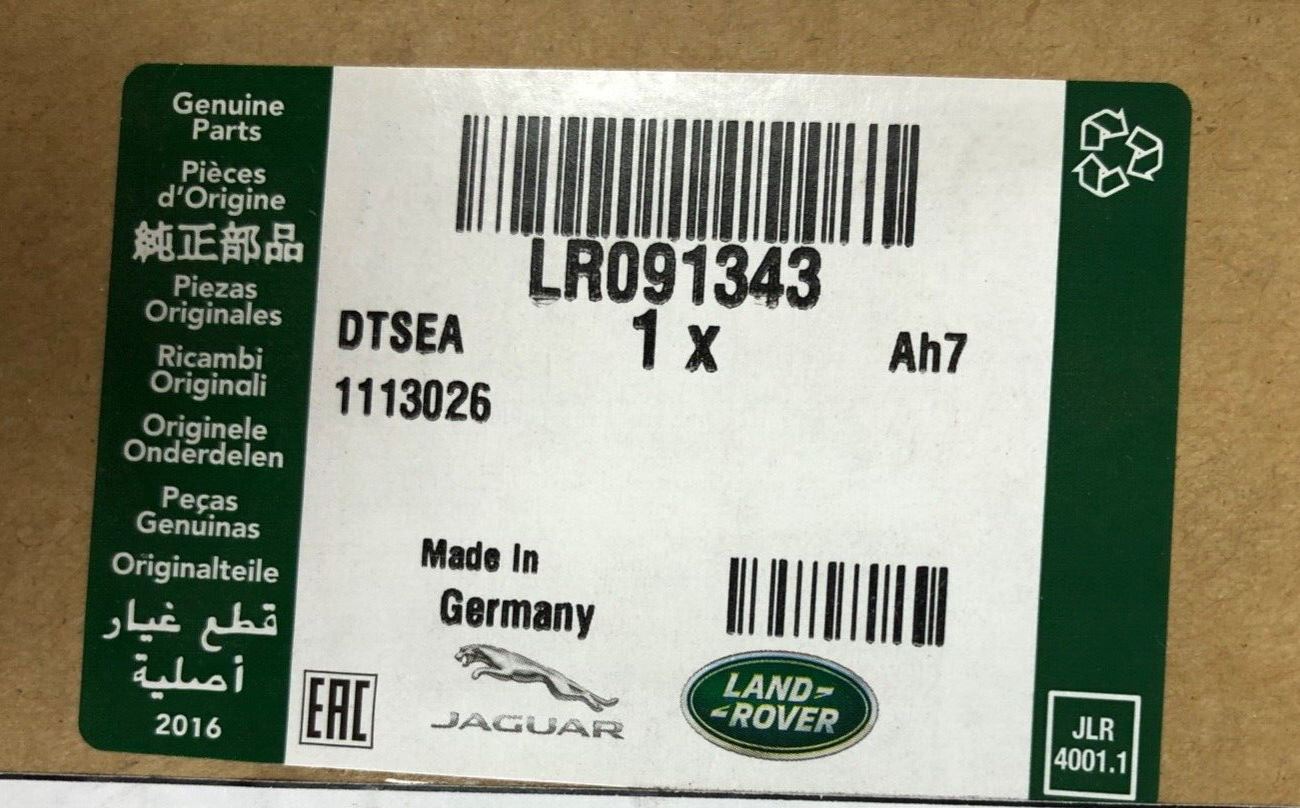 Genuine
Parts
Pièces
d'Origine
純正部品
Piezas
Originales
Ricambi
Originali
Originele
Onderdelen
Peças
Genuinas
Originalteile
قطع غيار
أصلية
2016
LR091343
DTSEA
1 x
Ah7
1113026
Made In
Germany
EAC
JAGUAR
LAND-
-ROVER
JLR
4001.1